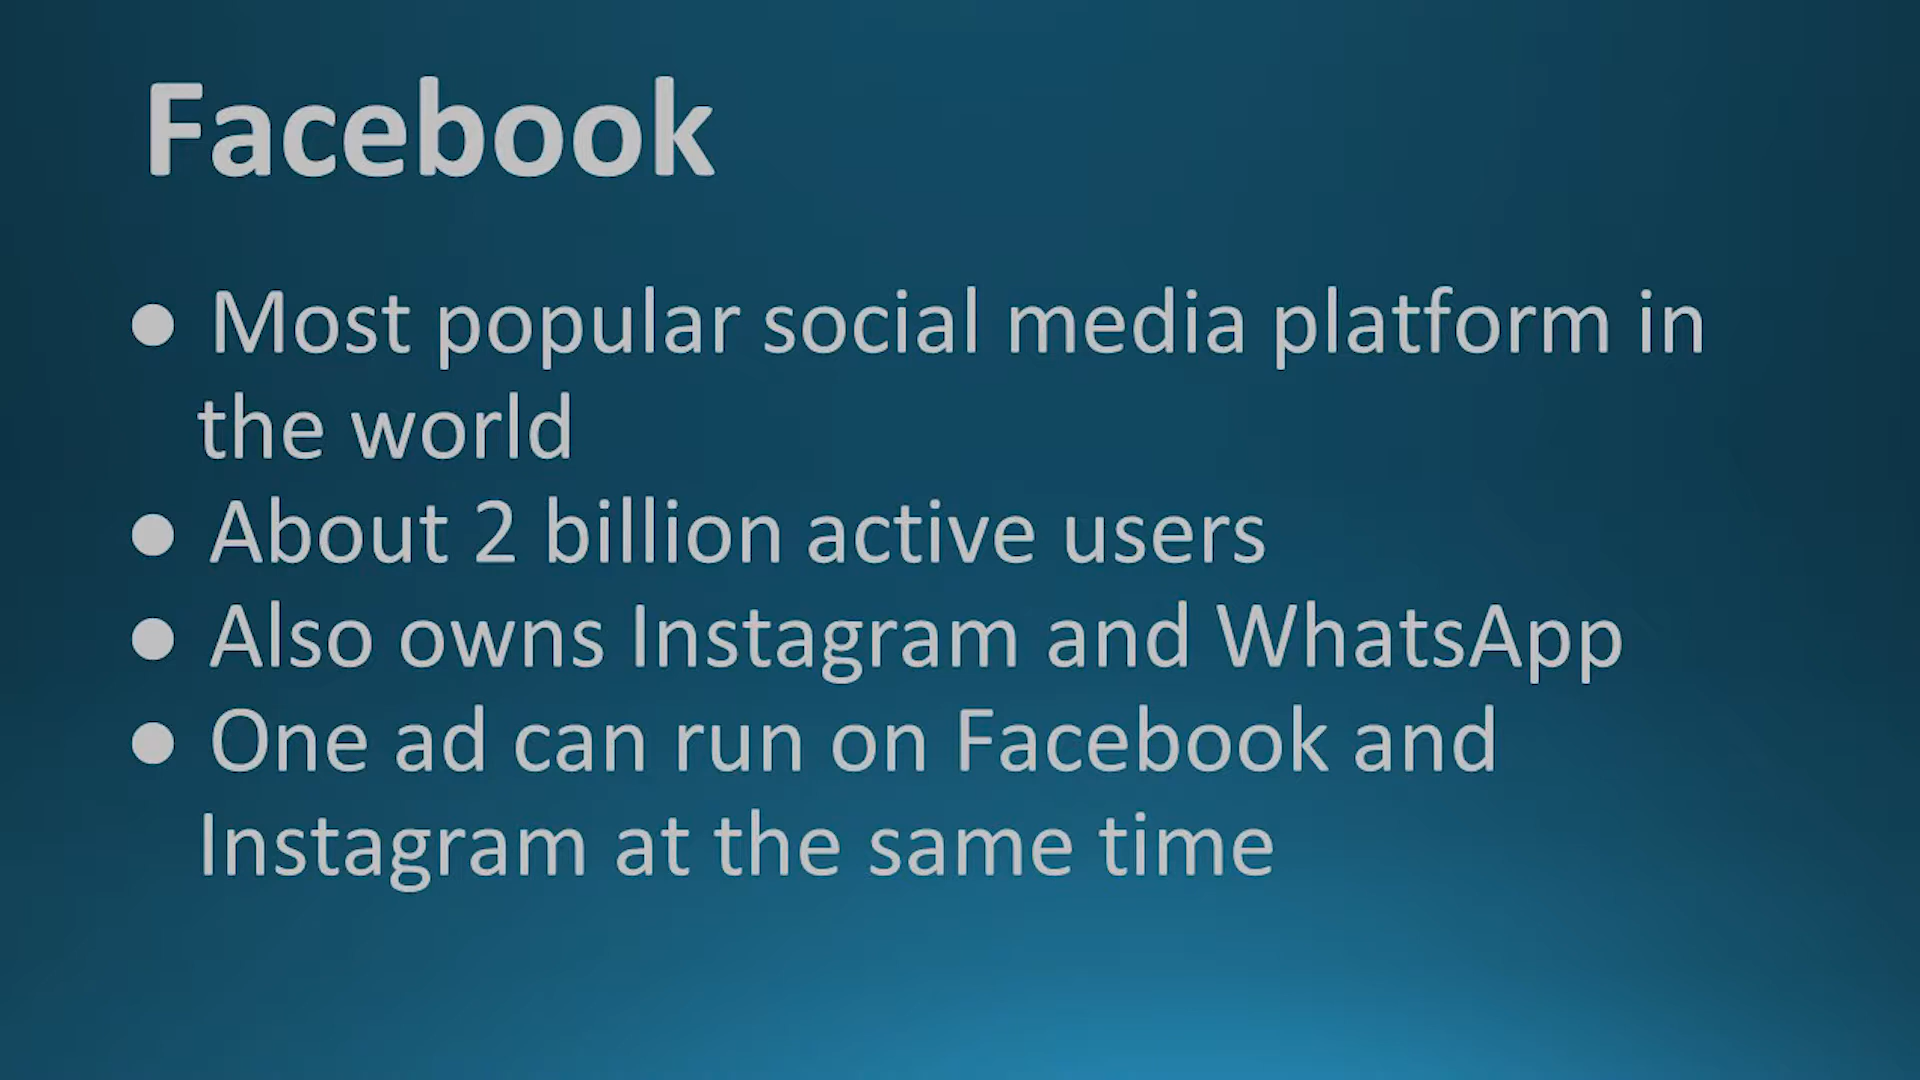 Facebook
● Most popular social media platform in
the world
● About 2 billion active users
● Also owns Instagram and WhatsApp
● One ad can run on Facebook and
Instagram at the same time